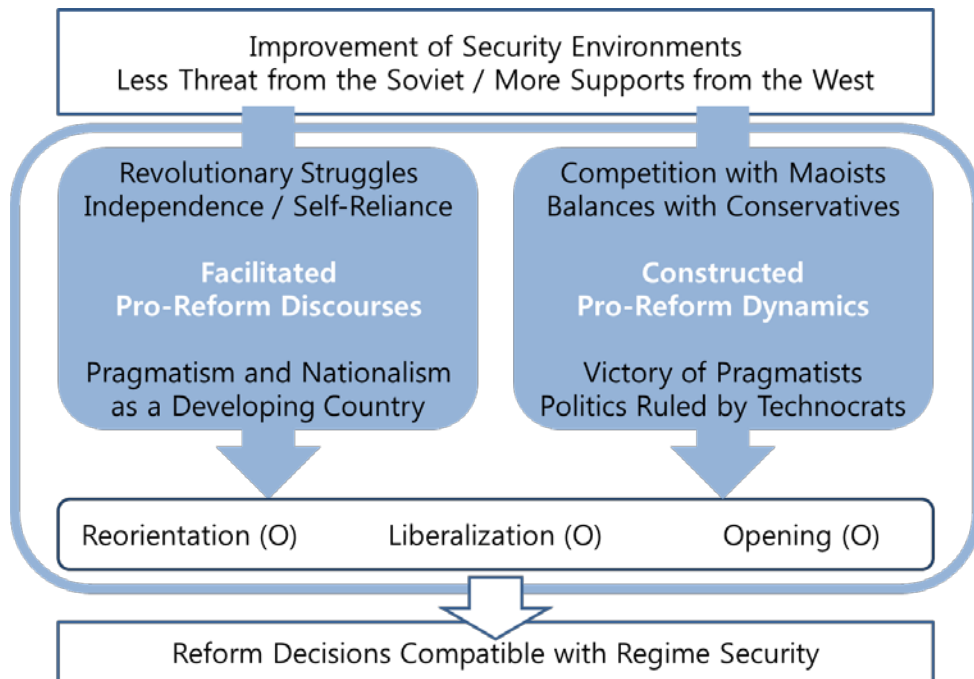 Improvement of Security Environments
Less Threat from the Soviet / More Supports from the West
Revolutionary Struggles
Independence / Self-Reliance
Facilitated
Pro-Reform Discourses
Pragmatism and Nationalism
as a Developing Country
Competition with Maoists
Balances with Conservatives
Constructed
Pro-Reform Dynamics
Victory of Pragmatists
Politics Ruled by Technocrats
Reorientation (O) Liberalization (O) Opening (O)
Reform Decisions Compatible with Regime Security